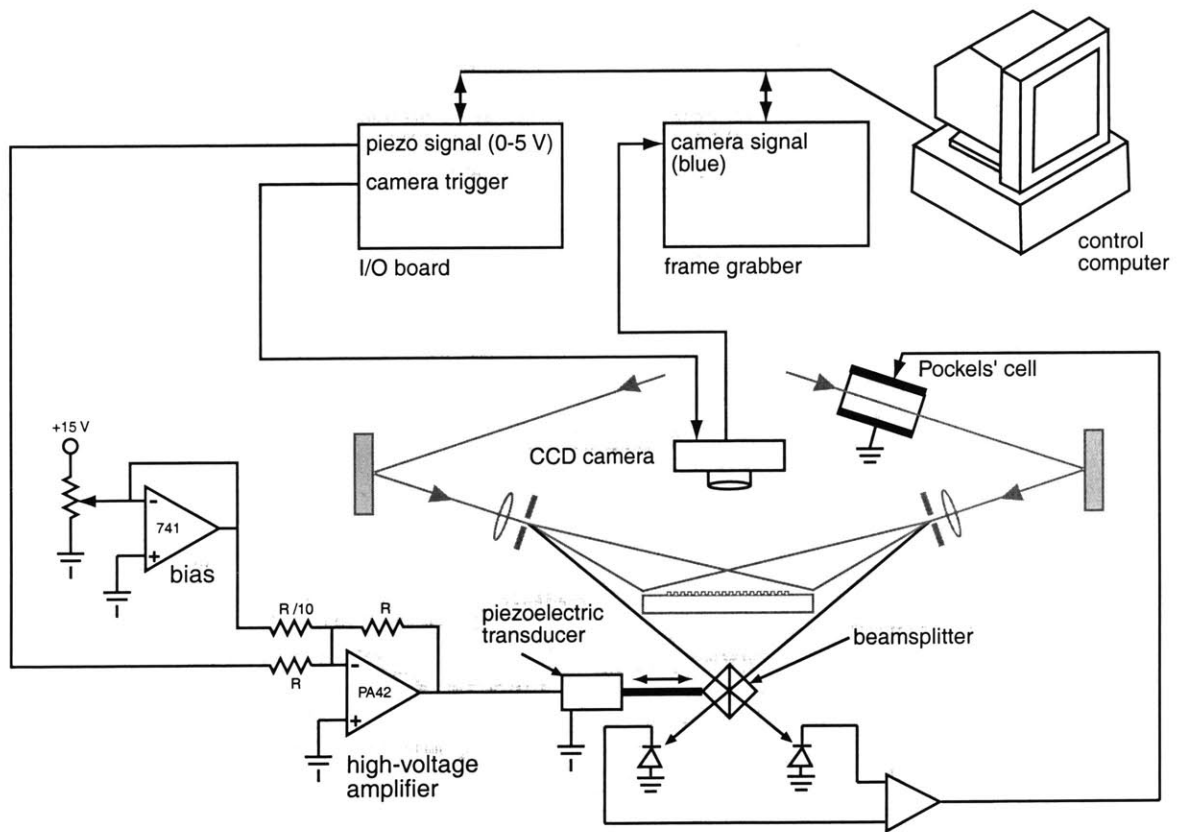 piezo signal (0-5 V)
camera trigger
I/O board
camera signal
(blue)
frame grabber
control
computer
Pockels' cell
CCD camera
+15 V
-
741
+
bias
R /10
R
R
-
PA42
+
high-voltage
amplifier
piezoelectric
transducer
beamsplitter